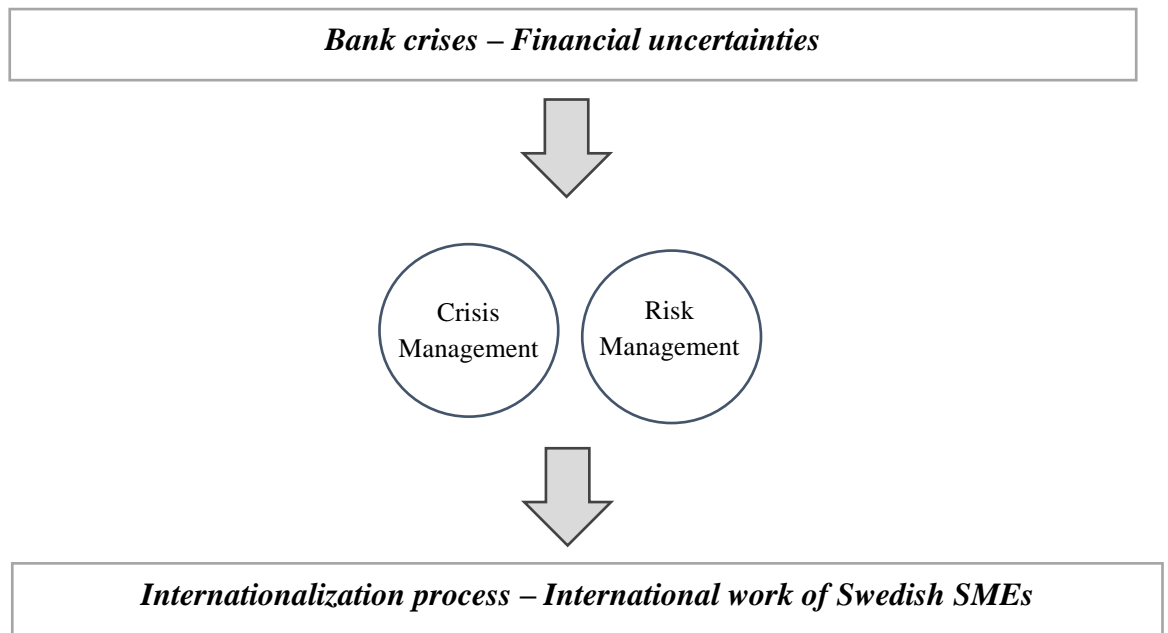 Bank crises – Financial uncertainties
Crisis
Management
Risk
Management
Internationalization process – International work of Swedish SMEs